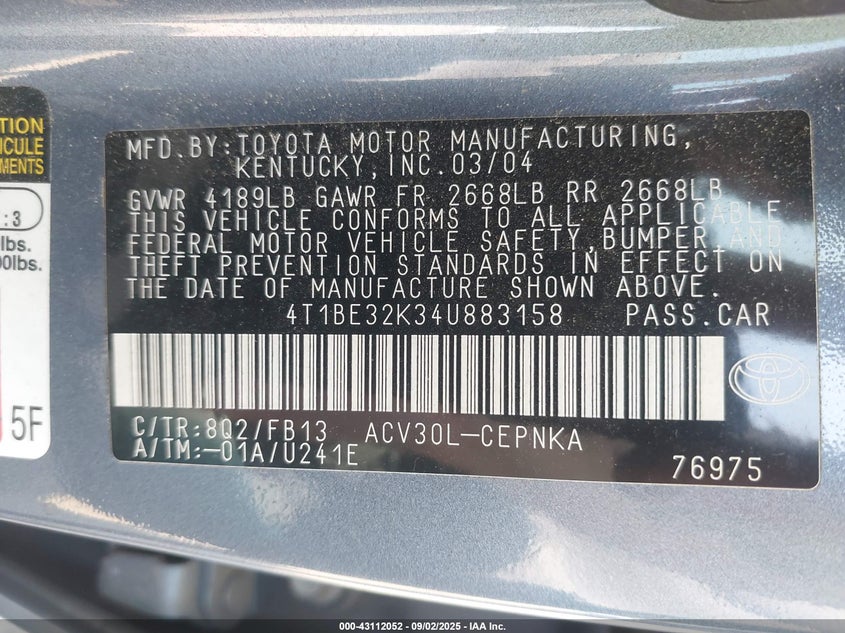 TION
VEHICULE
MENTS
:3
lbs.
00lbs.
5F
MFD.BY:TOYOTA MOTOR MANUFACTURING,
KENTUCKY,INC.03/04
GVWR 4189LB GAWR FR 2668LB RR 2668LB
THIS VEHICLE CONFORMS TO ALL APPLICABLE
FEDERAL MOTOR VEHICLE SAFETY,BUMPER,AND
THEFT PREVENTION STANDARDS IN EFFECT ON
THE DATE OF MANUFACTURE SHOWN ABOVE.
4T1BE32K34U883158 PASS.CAR
C/TR:8Q2/FB13 ACV30L-CEPNKA
A/TM:-01A/U241E
76975
000-43112052 - 09/02/2025 - IAA Inc.